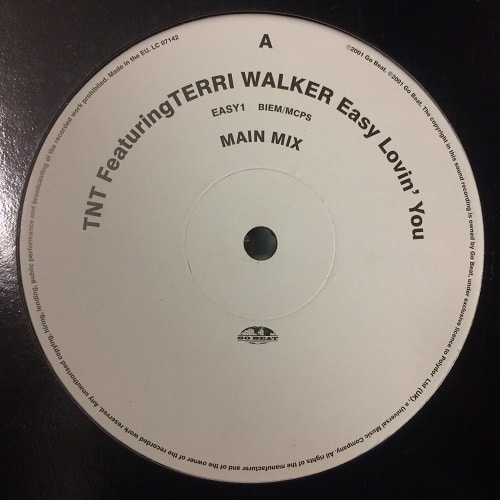 A
TNT Featuring TERRI WALKER Easy Lovin' You
EASY1 BIEM/MCPS
MAIN MIX
GO BEAT
℗2001 Go Beat. ©2001 Go Beat. The copyright in this sound recording is owned by Go Beat, under exclusive licence to Polydor Ltd (UK), a Universal Music Company. All rights of the manufacturer and of the owner of the recorded work reserved. Any unauthorised copying, hiring, lending, public performance and broadcasting of the recorded work prohibited. Made in the EU. LC 07142